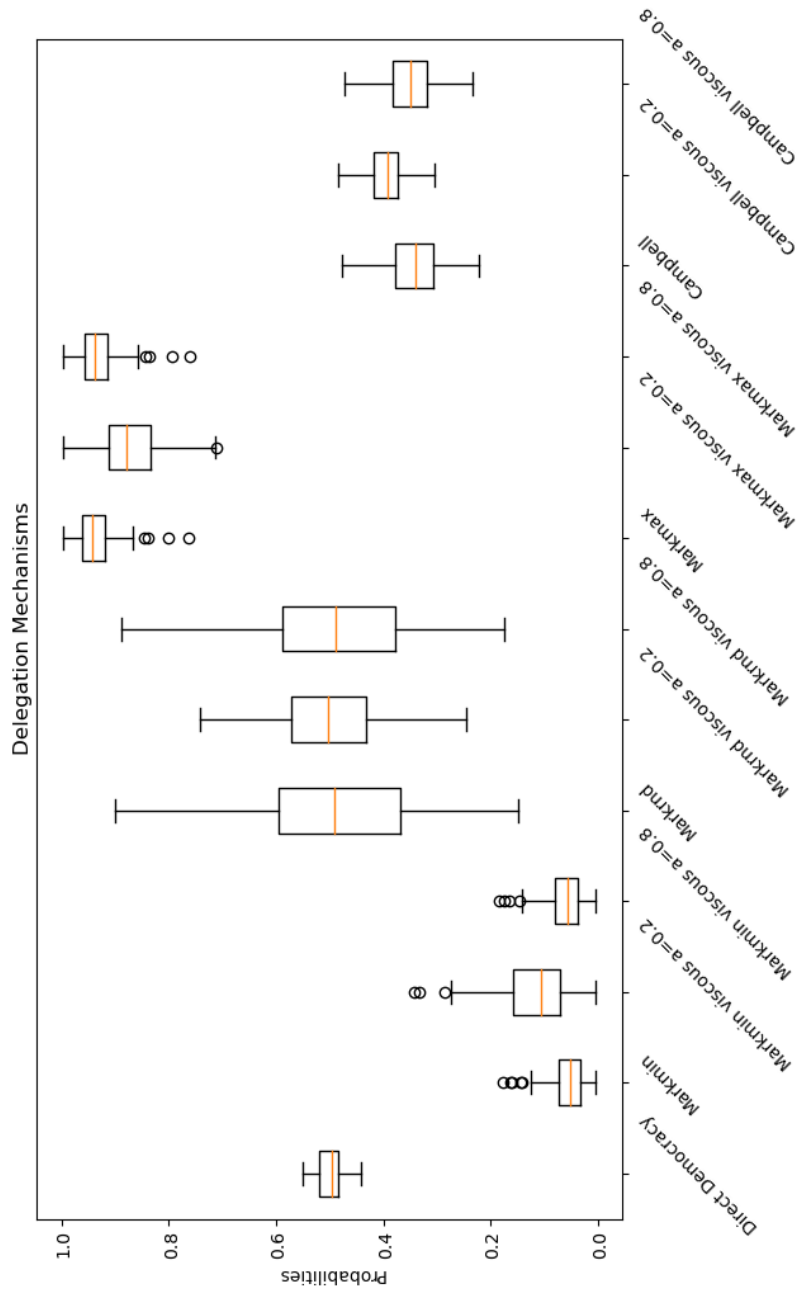 Delegation Mechanisms
Probabilities
1.0
0.8
0.6
0.4
0.2
0.0
Direct Democracy
Markmin
Markmin viscous a=0.2
Markmin viscous a=0.8
Markrnd
Markrnd viscous a=0.2
Markrnd viscous a=0.8
Markmax
Markmax viscous a=0.2
Markmax viscous a=0.8
Campbell
Campbell viscous a=0.2
Campbell viscous a=0.8